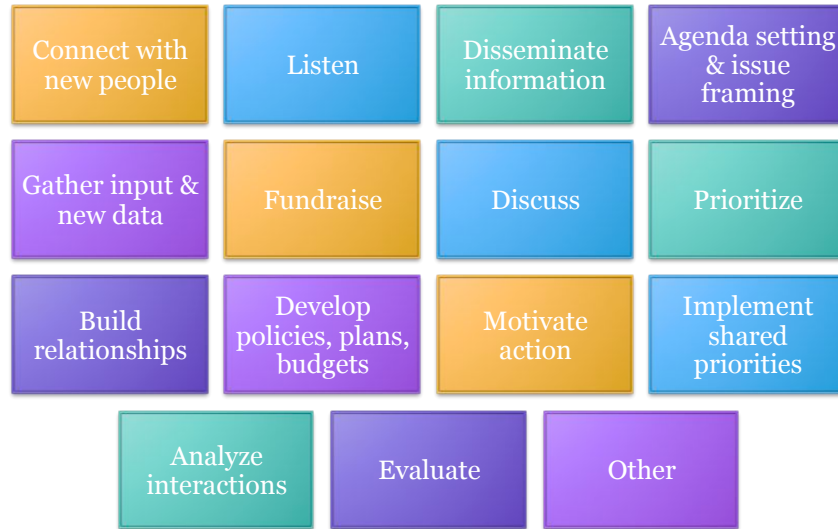 Connect with
new people
Listen
Disseminate
information
Agenda setting
& issue
framing
Gather input &
new data
Fundraise
Discuss
Prioritize
Build
relationships
Develop
policies, plans,
budgets
Motivate
action
Implement
shared
priorities
Analyze
interactions
Evaluate
Other